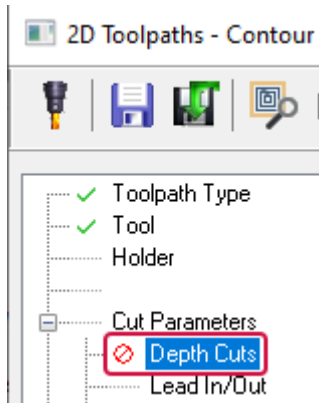 2D Toolpaths - Contour
Toolpath Type
Tool
Holder
Cut Parameters
Depth Cuts
Lead In/Out